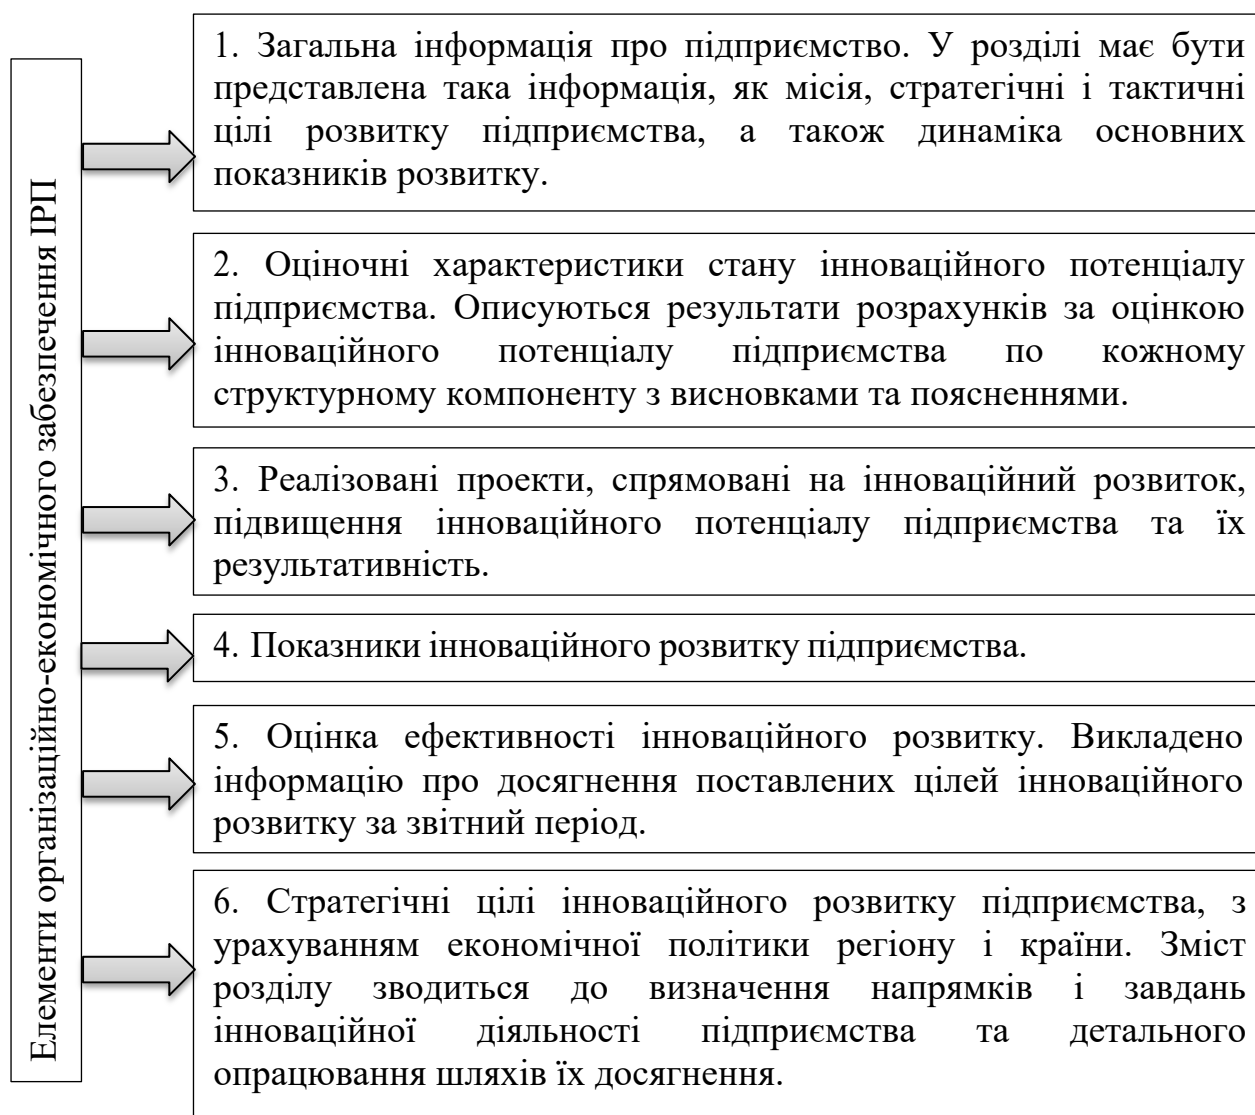 Елементи організаційно-економічного забезпечення ІРП
1. Загальна інформація про підприємство. У розділі має бути
представлена така інформація, як місія, стратегічні і тактичні
цілі розвитку підприємства, а також динаміка основних
показників розвитку.
2. Оціночні характеристики стану інноваційного потенціалу
підприємства. Описуються результати розрахунків за оцінкою
інноваційного потенціалу підприємства по кожному
структурному компоненту з висновками та поясненнями.
3. Реалізовані проекти, спрямовані на інноваційний розвиток,
підвищення інноваційного потенціалу підприємства та їх
результативність.
4. Показники інноваційного розвитку підприємства.
5. Оцінка ефективності інноваційного розвитку. Викладено
інформацію про досягнення поставлених цілей інноваційного
розвитку за звітний період.
6. Стратегічні цілі інноваційного розвитку підприємства, з
урахуванням економічної політики регіону і країни. Зміст
розділу зводиться до визначення напрямків і завдань
інноваційної діяльності підприємства та детального
опрацювання шляхів їх досягнення.